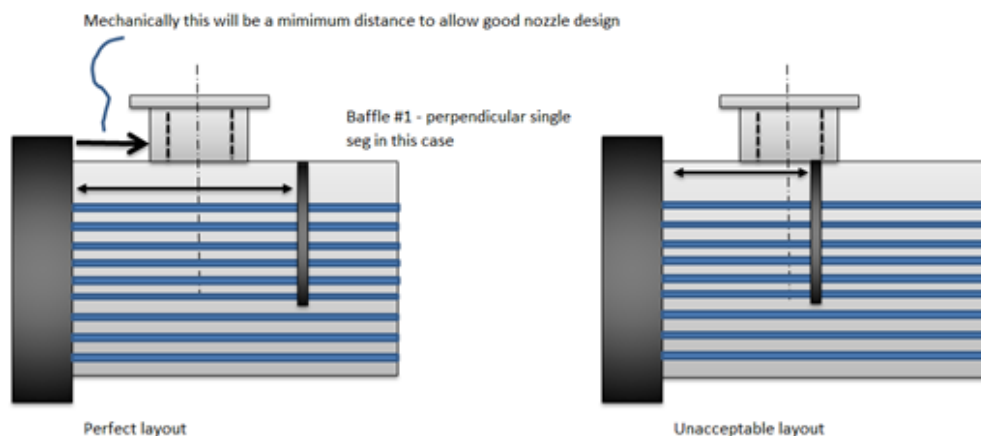 Mechanically this will be a mimimum distance to allow good nozzle design
Baffle #1 - perpendicular single
seg in this case
Perfect layout
Unacceptable layout